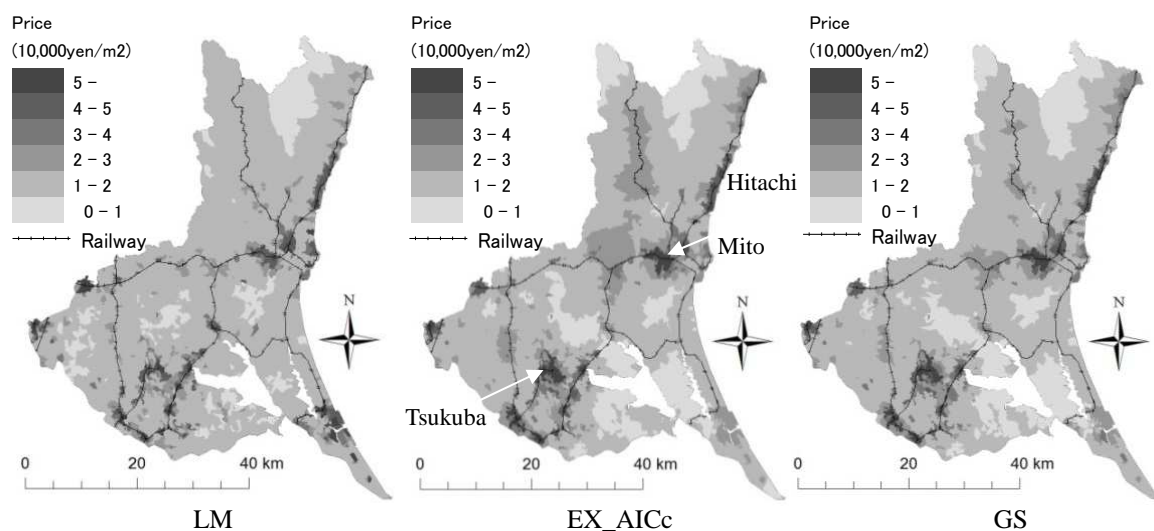 Price
(10,000yen/m2)
5 –
4 – 5
3 – 4
2 – 3
1 – 2
0 – 1
Railway
N
0 20 40 km
LM
Price
(10,000yen/m2)
5 –
4 – 5
3 – 4
2 – 3
1 – 2
0 – 1
Railway
Hitachi
Mito
N
Tsukuba
0 20 40 km
EX_AICc
Price
(10,000yen/m2)
5 –
4 – 5
3 – 4
2 – 3
1 – 2
0 – 1
Railway
N
0 20 40 km
GS